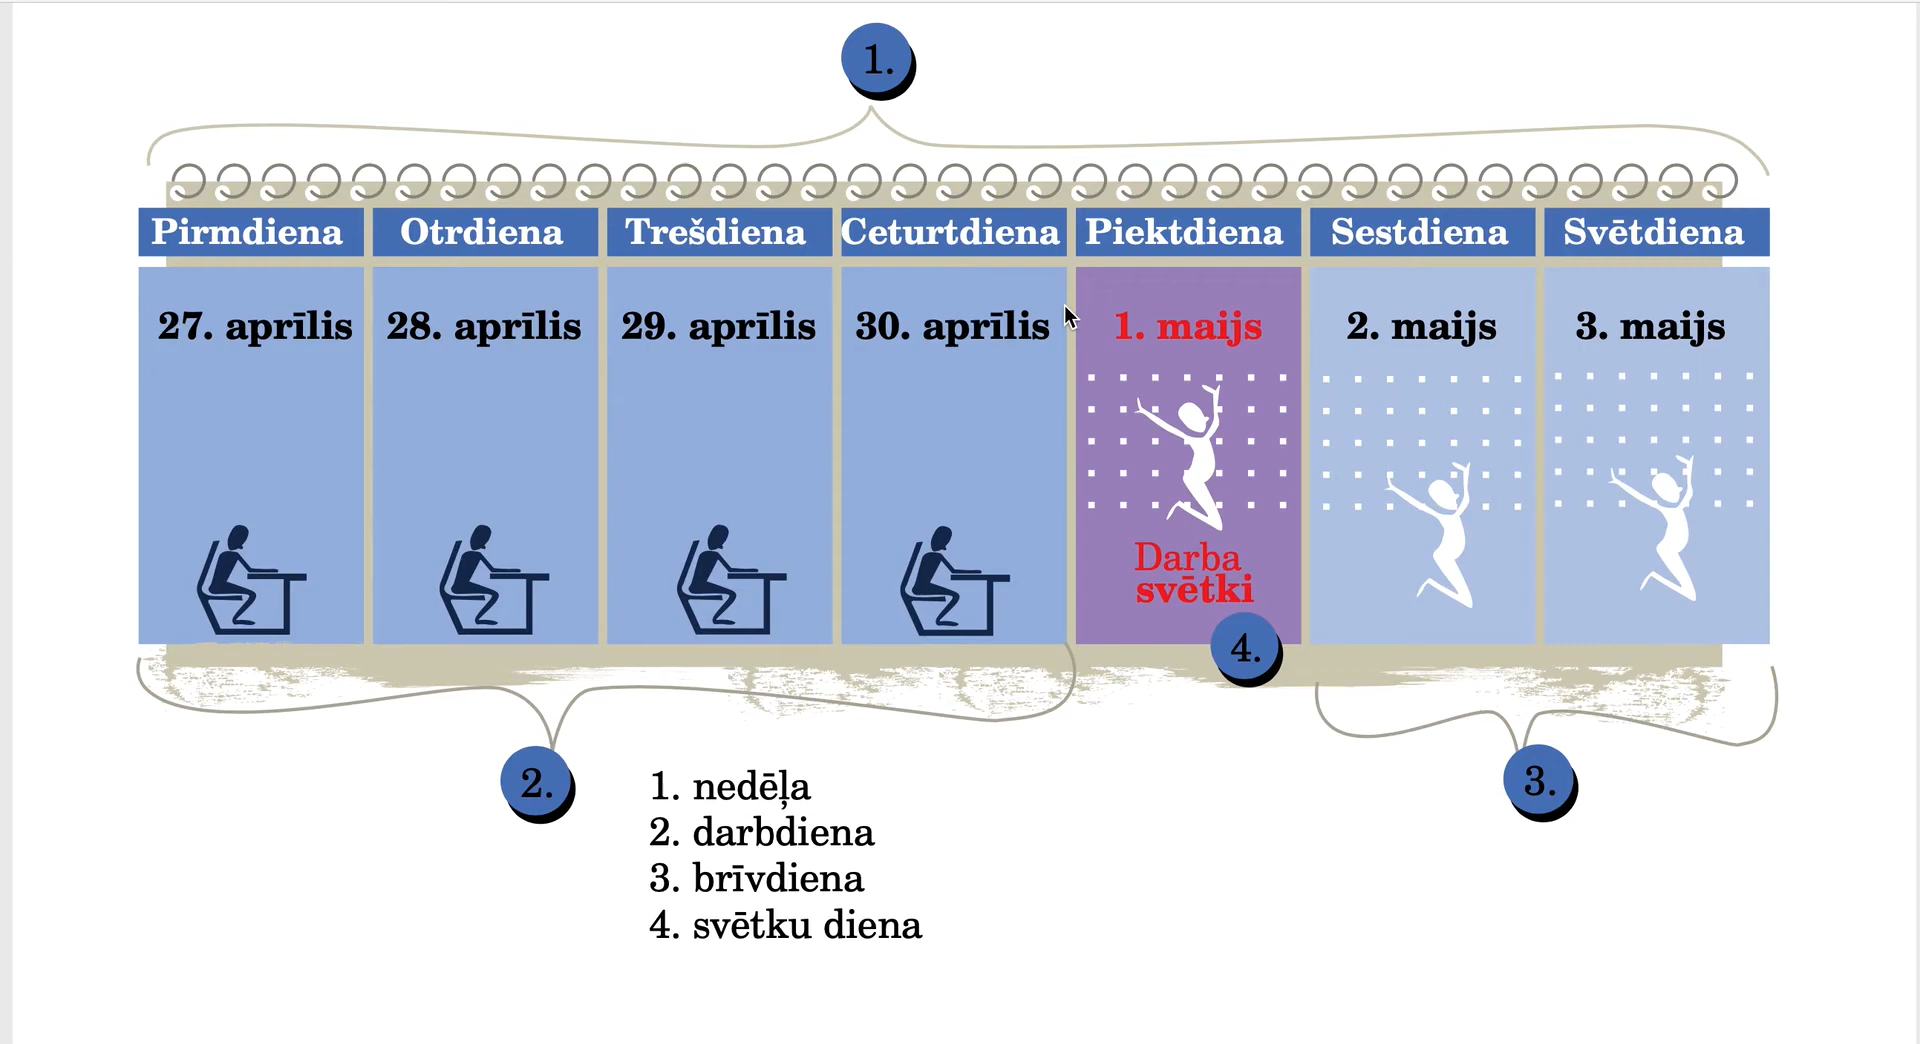 1.
Pirmdiena Otrdiena Trešdiena Ceturtdiena Piektdiena Sestdiena Svētdiena
27. aprīlis 28. aprīlis 29. aprīlis 30. aprīlis 1. maijs 2. maijs 3. maijs
Darba
svētki
4.
2.
3.
1. nedēļa
2. darbdiena
3. brīvdiena
4. svētku diena